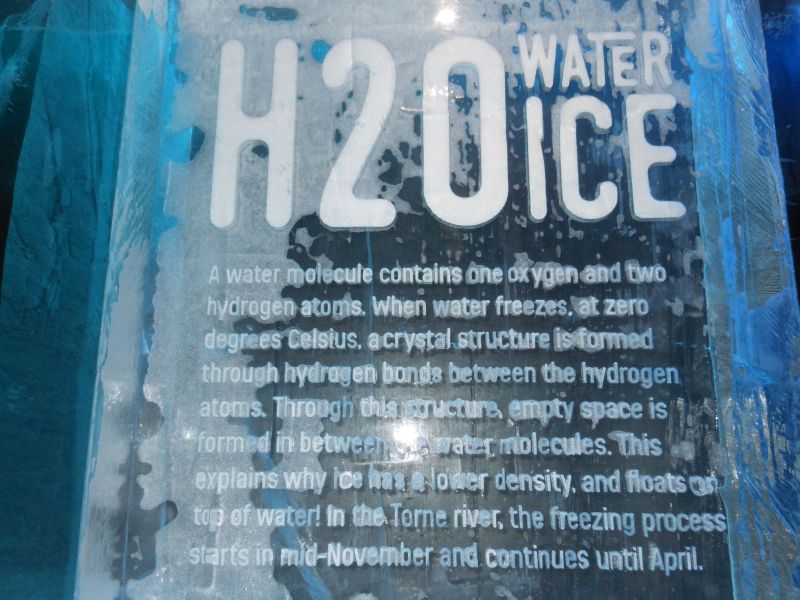 H2O WATER ICE
A water molecule contains one oxygen and two
hydrogen atoms. When water freezes, at zero
degrees Celsius, a crystal structure is formed
through hydrogen bonds between the hydrogen
atoms. Through this structure, empty space is
formed in between the water molecules. This
explains why ice has a lower density, and floats on
top of water! In the Torne river, the freezing process
starts in mid-November and continues until April.